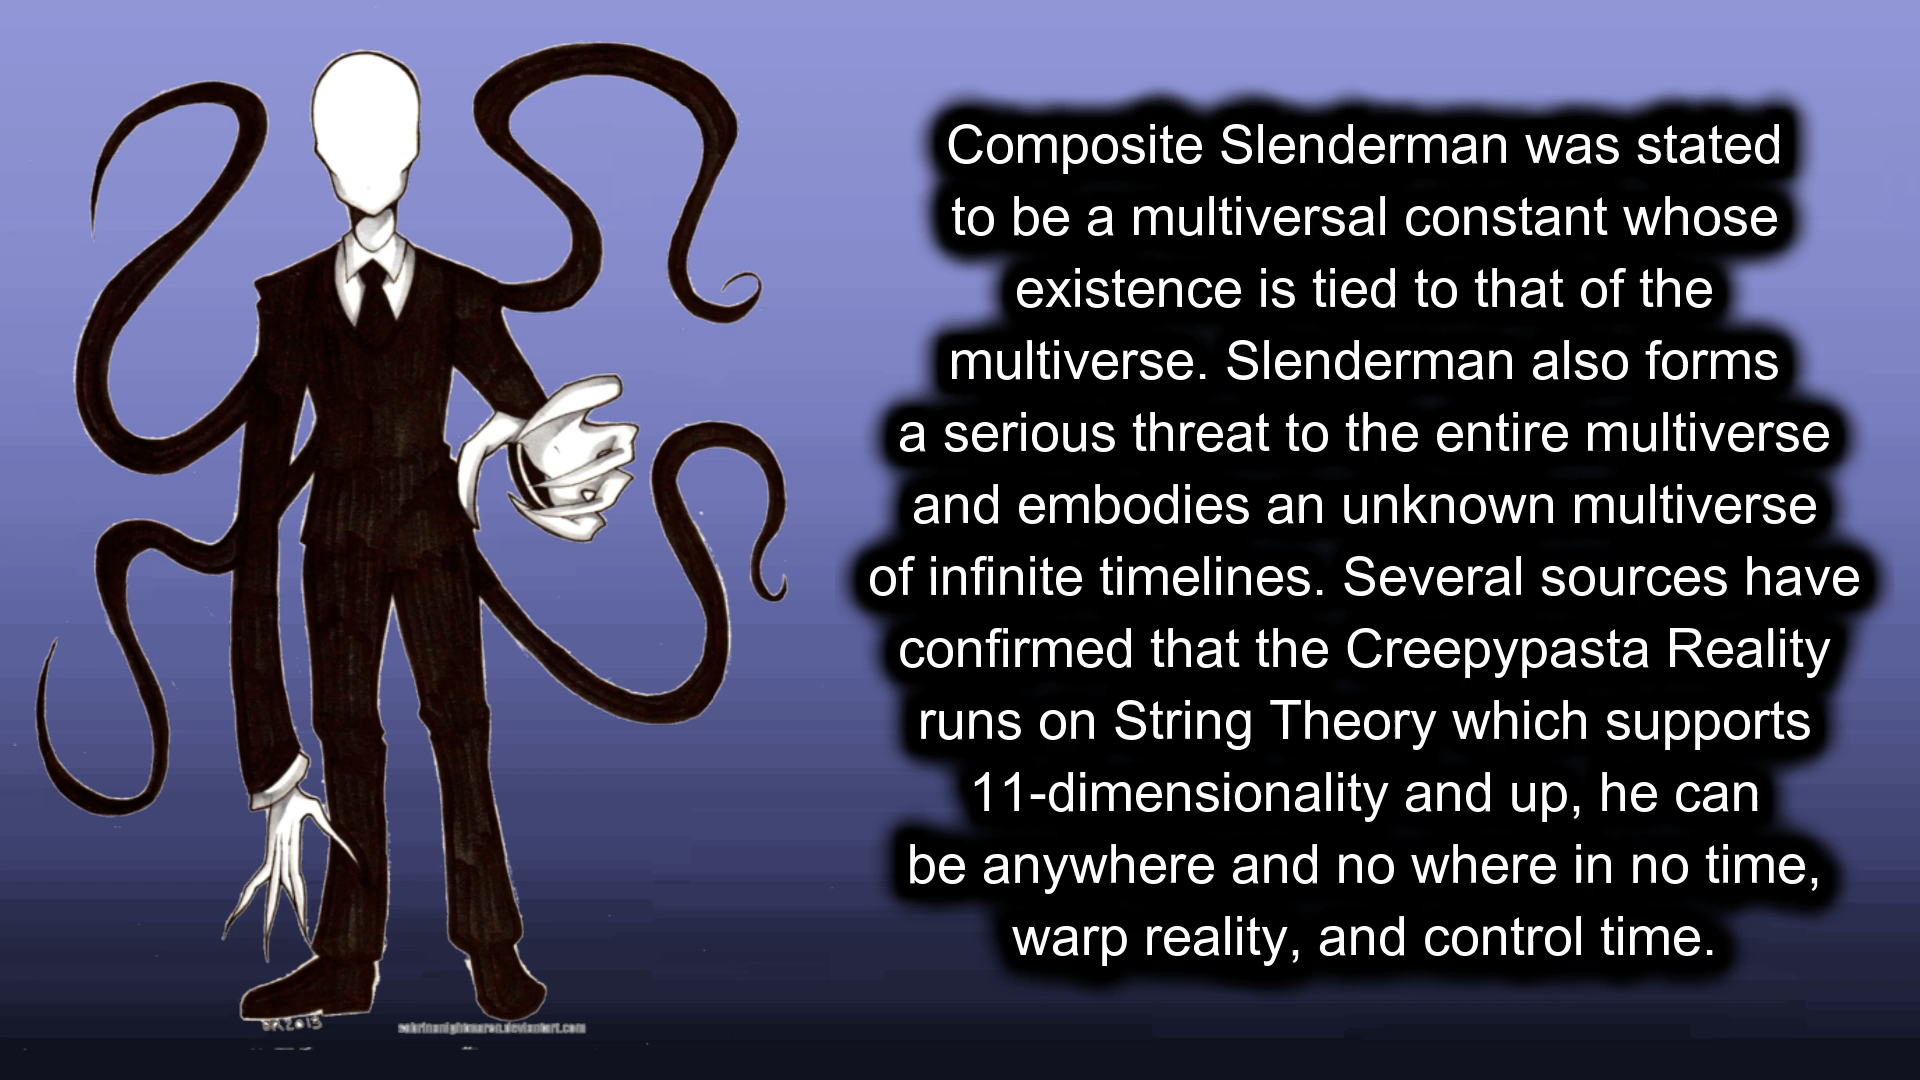 Composite Slenderman was stated
to be a multiversal constant whose
existence is tied to that of the
multiverse. Slenderman also forms
a serious threat to the entire multiverse
and embodies an unknown multiverse
of infinite timelines. Several sources have
confirmed that the Creepypasta Reality
runs on String Theory which supports
11-dimensionality and up, he can
be anywhere and no where in no time,
warp reality, and control time.